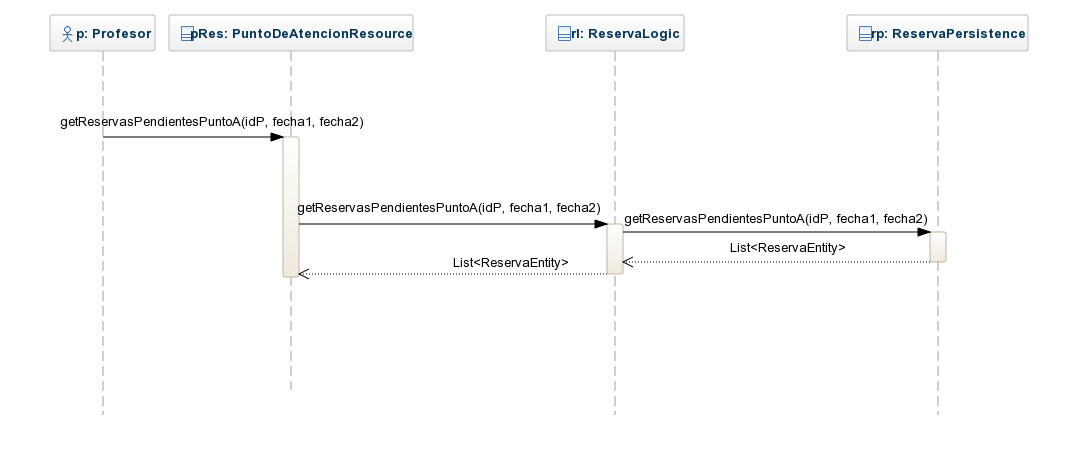 p: Profesor
pRes: PuntoDeAtencionResource
rl: ReservaLogic
rp: ReservaPersistence
getReservasPendientesPuntoA(idP, fecha1, fecha2)
getReservasPendientesPuntoA(idP, fecha1, fecha2)
getReservasPendientesPuntoA(idP, fecha1, fecha2)
List<ReservaEntity>
List<ReservaEntity>